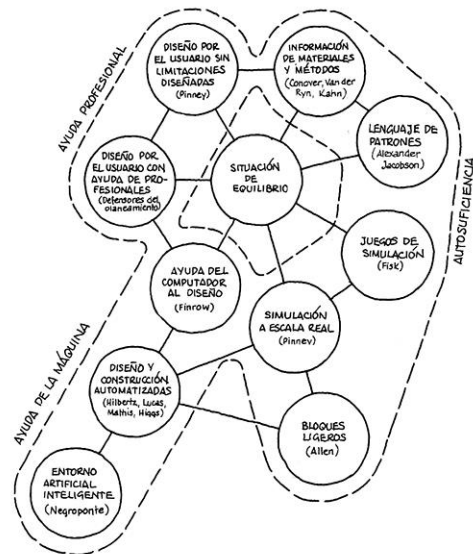 DISEÑO POR
EL USUARIO SIN
LIMITACIONES
DISEÑADAS
(Pinney)
INFORMACIÓN
DE MATERIALES
Y MÉTODOS
(Conover, Van der
Ryn, Kahn)
AYUDA PROFESIONAL
LENGUAJE DE
PATRONES
(Alexander
Jacobson)
DISEÑO POR
EL USUARIO CON
AYUDA DE PRO-
FESIONALES
(Defensores del
planeamiento)
SITUACIÓN
DE
EQUILIBRIO
AUTOSUFICIENCIA
JUEGOS DE
SIMULACIÓN
(Fisk)
AYUDA DEL
COMPUTADOR
AL DISEÑO
(Finrow)
SIMULACIÓN
A ESCALA REAL
(Pinney)
AYUDA DE LA MÁQUINA
DISEÑO Y
CONSTRUCCIÓN
AUTOMATIZADAS
(Hilbertz, Lucas,
Mathis, Higgs)
BLOQUES
LIGEROS
(Allen)
ENTORNO
ARTIFICIAL
INTELIGENTE
(Negroponte)